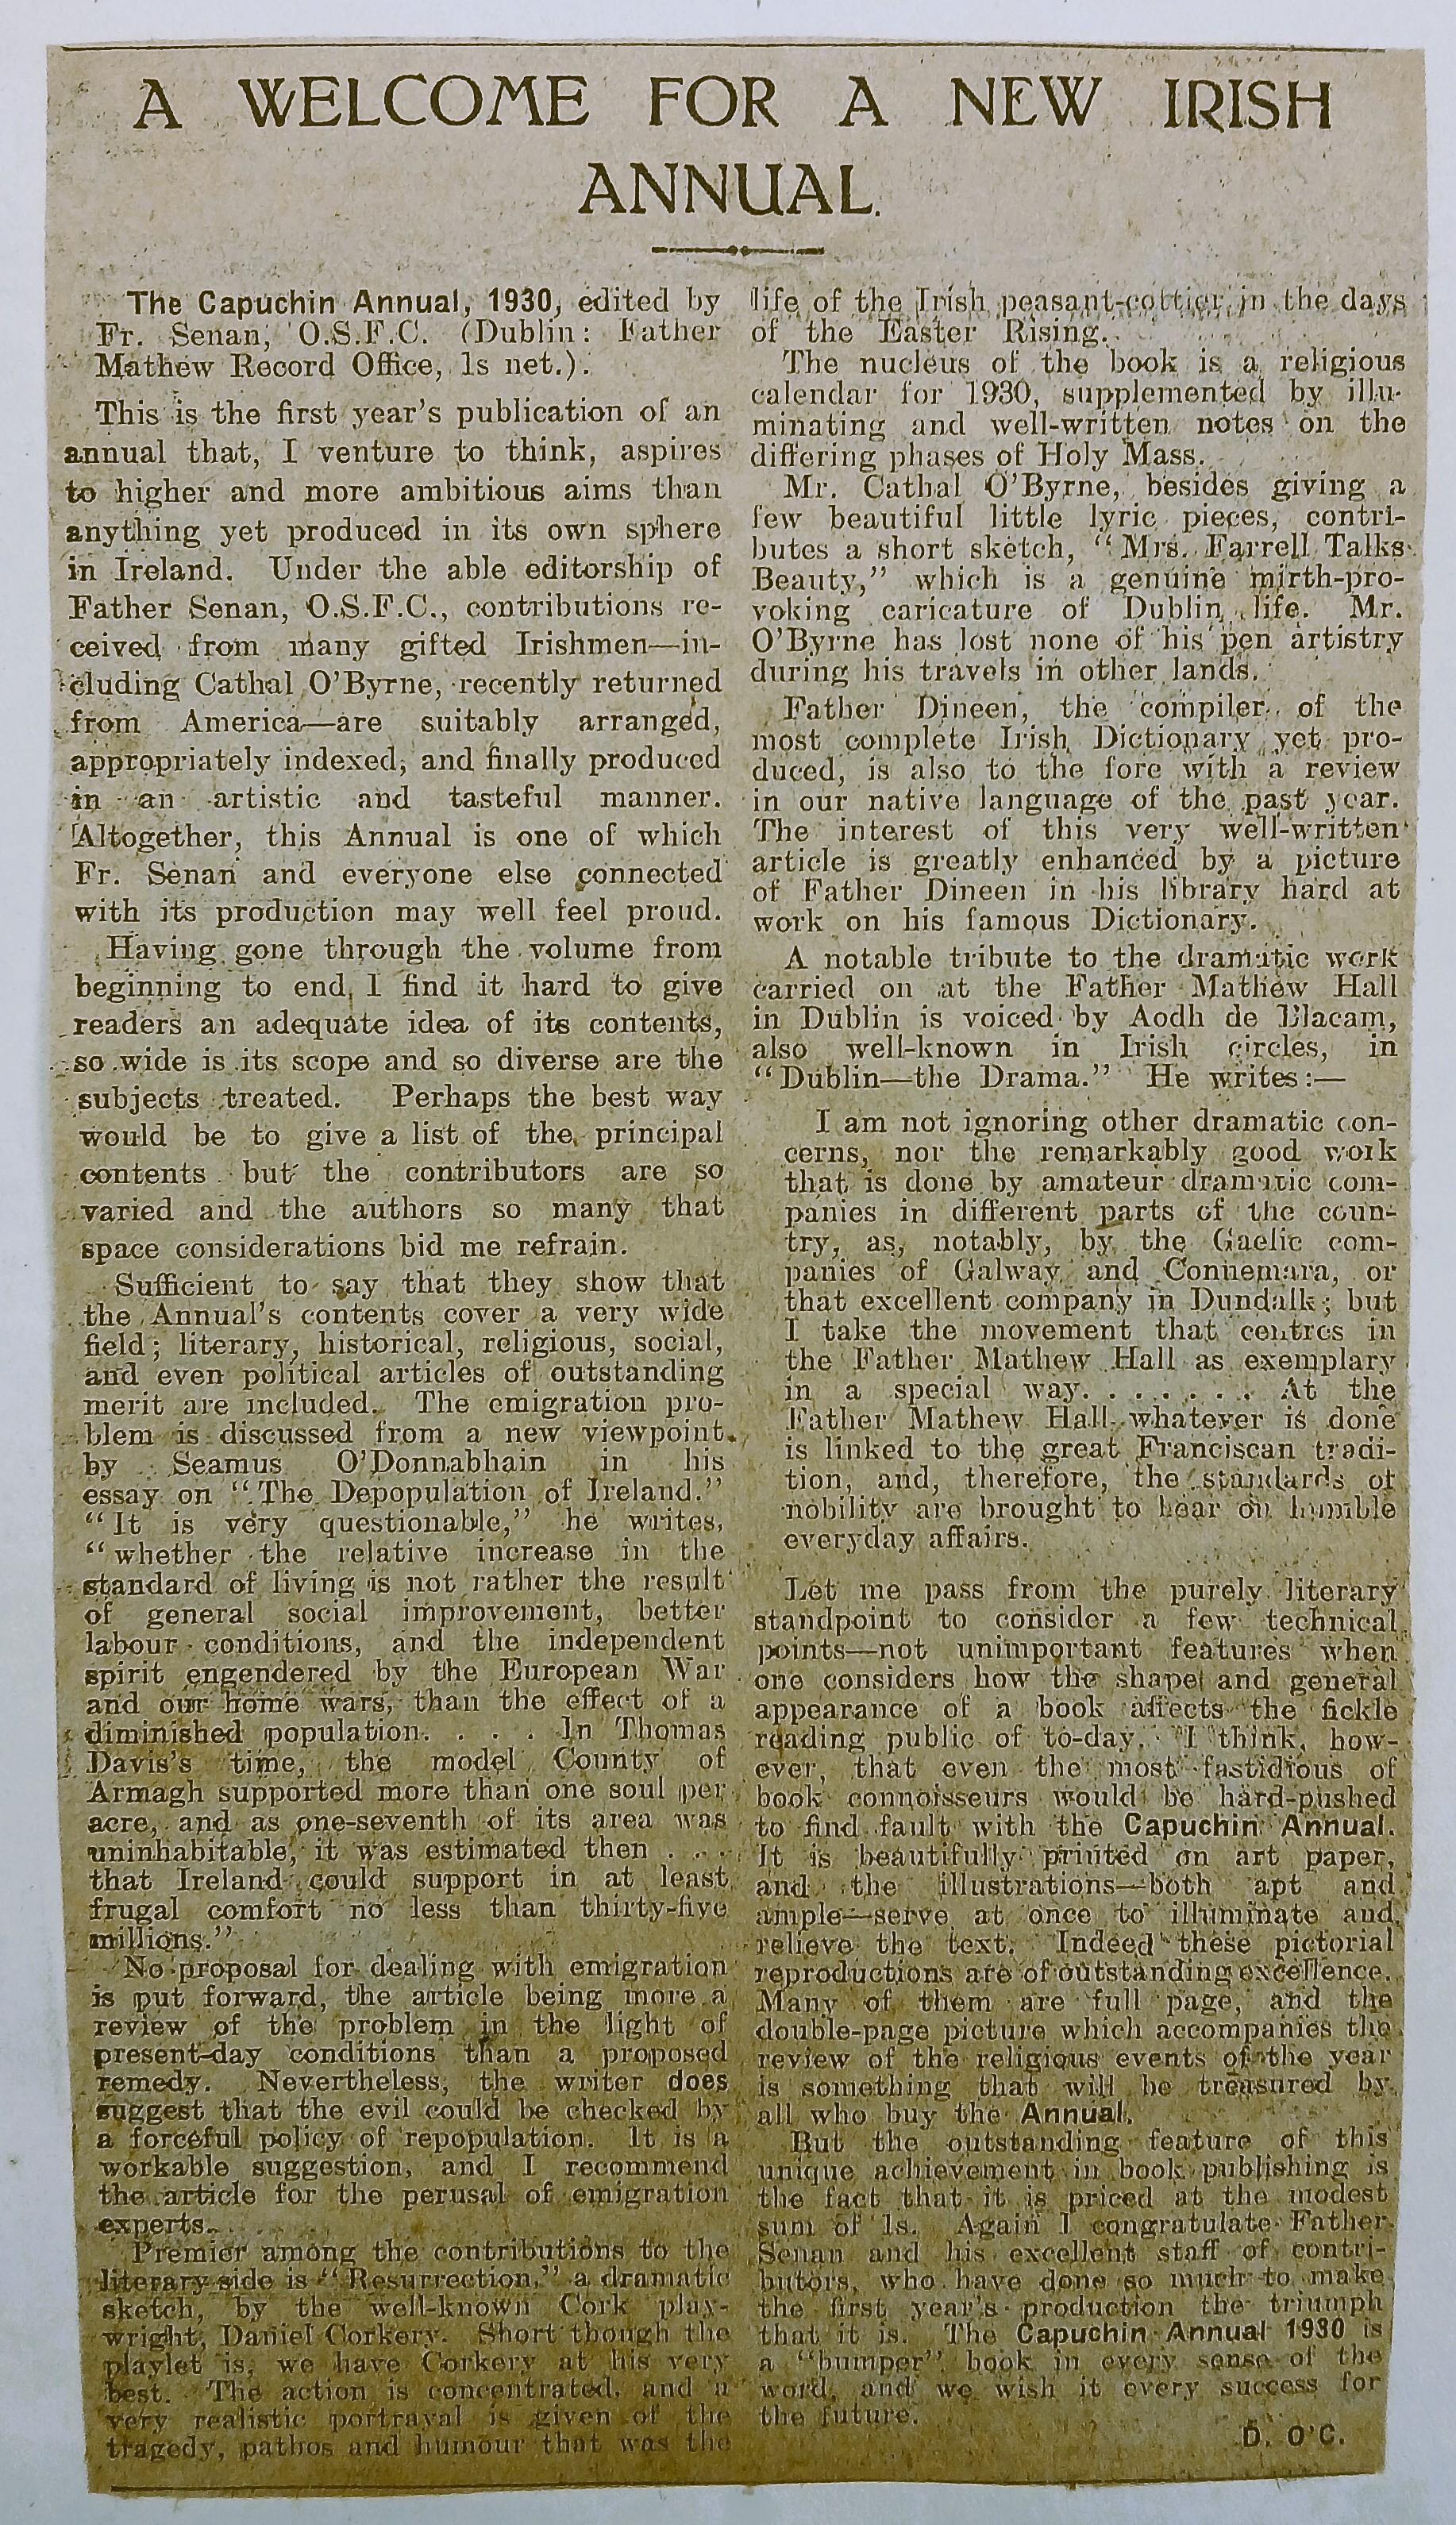 A WELCOME FOR A NEW IRISH
ANNUAL.
The Capuchin Annual, 1930, edited by
Fr. Senan, O.S.F.C. (Dublin: Father
Mathew Record Office, 1s net.).
This is the first year's publication of an
annual that, I venture to think, aspires
to higher and more ambitious aims than
anything yet produced in its own sphere
in Ireland. Under the able editorship of
Father Senan, O.S.F.C., contributions re-
ceived from many gifted Irishmen—in-
cluding Cathal O'Byrne, recently returned
from America—are suitably arranged,
appropriately indexed, and finally produced
in an artistic and tasteful manner.
Altogether, this Annual is one of which
Fr. Senan and everyone else connected
with its production may well feel proud.
Having gone through the volume from
beginning to end, I find it hard to give
readers an adequate idea of its contents,
so wide is its scope and so diverse are the
subjects treated. Perhaps the best way
would be to give a list of the principal
contents but the contributors are so
varied and the authors so many that
space considerations bid me refrain.
Sufficient to say that they show that
the Annual's contents cover a very wide
field; literary, historical, religious, social,
and even political articles of outstanding
merit are included. The emigration pro-
blem is discussed from a new viewpoint
by Seamus O'Donnabhain in his
essay on "The Depopulation of Ireland."
"It is very questionable," he writes,
"whether the relative increase in the
standard of living is not rather the result
of general social improvement, better
labour conditions, and the independent
spirit engendered by the European War
and our home wars, than the effect of a
diminished population. . . . In Thomas
Davis's time, the model County of
Armagh supported more than one soul per
acre, and as one-seventh of its area was
uninhabitable, it was estimated then . . .
that Ireland could support in at least
frugal comfort no less than thirty-five
millions."
No proposal for dealing with emigration
is put forward, the article being more a
review of the problem in the light of
present-day conditions than a proposed
remedy. Nevertheless, the writer does
suggest that the evil could be checked by
a forceful policy of repopulation. It is a
workable suggestion, and I recommend
the article for the perusal of emigration
experts.
Premier among the contributions to the
literary side is "Resurrection," a dramatic
sketch, by the well-known Cork play-
wright, Daniel Corkery. Short though the
playlet is, we have Corkery at his very
best. The action is concentrated, and a
very realistic portrayal is given of the
tragedy, pathos and humour that was the
life of the Irish peasant-cottier in the days
of the Easter Rising.
The nucleus of the book is a religious
calendar for 1930, supplemented by illu-
minating and well-written notes on the
differing phases of Holy Mass.
Mr. Cathal O'Byrne, besides giving a
few beautiful little lyric pieces, contri-
butes a short sketch, "Mrs. Farrell Talks
Beauty," which is a genuine mirth-pro-
voking caricature of Dublin life. Mr.
O'Byrne has lost none of his pen artistry
during his travels in other lands.
Father Dineen, the compiler of the
most complete Irish Dictionary yet pro-
duced, is also to the fore with a review
in our native language of the past year.
The interest of this very well-written
article is greatly enhanced by a picture
of Father Dineen in his library hard at
work on his famous Dictionary.
A notable tribute to the dramatic work
carried on at the Father Mathew Hall
in Dublin is voiced by Aodh de Blacam,
also well-known in Irish circles, in
"Dublin—the Drama." He writes:—
I am not ignoring other dramatic con-
cerns, nor the remarkably good work
that is done by amateur dramatic com-
panies in different parts of the coun-
try, as, notably, by the Gaelic com-
panies of Galway and Connemara, or
that excellent company in Dundalk; but
I take the movement that centres in
the Father Mathew Hall as exemplary
in a special way. . . . . . . At the
Father Mathew Hall whatever is done
is linked to the great Franciscan tradi-
tion, and, therefore, the standards of
nobility are brought to bear on humble
everyday affairs.
Let me pass from the purely literary
standpoint to consider a few technical
points—not unimportant features when
one considers how the shape and general
appearance of a book affects the fickle
reading public of to-day. I think, how-
ever, that even the most fastidious of
book connoisseurs would be hard-pushed
to find fault with the Capuchin Annual.
It is beautifully printed on art paper,
and the illustrations—both apt and
ample—serve at once to illuminate and
relieve the text. Indeed these pictorial
reproductions are of outstanding excellence.
Many of them are full page, and the
double-page picture which accompanies the
review of the religious events of the year
is something that will be treasured by
all who buy the Annual.
But the outstanding feature of this
unique achievement in book publishing is
the fact that it is priced at the modest
sum of 1s. Again I congratulate Father
Senan and his excellent staff of contri-
butors, who have done so much to make
the first year's production the triumph
that it is. The Capuchin Annual 1930 is
a "bumper" book in every sense of the
word, and we wish it every success for
the future.
D. O'C.